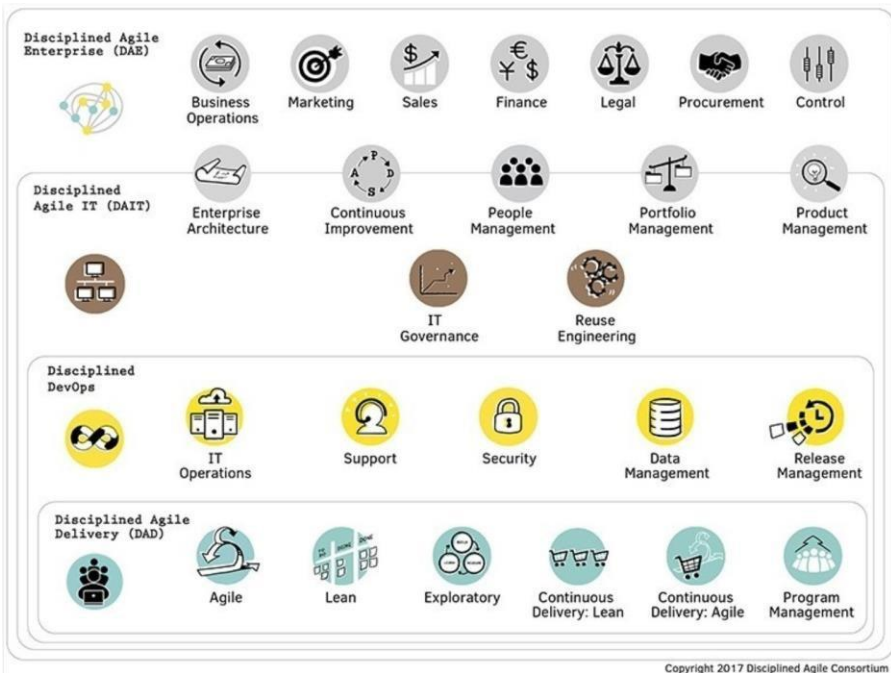 Disciplined Agile
Enterprise (DAE)
Business
Operations
Marketing
Sales
Finance
Legal
Procurement
Control
Disciplined
Agile IT (DAIT)
Enterprise
Architecture
P
A D
S
Continuous
Improvement
People
Management
Portfolio
Management
Product
Management
IT
Governance
Reuse
Engineering
Disciplined
DevOps
IT
Operations
Support
Security
Data
Management
Release
Management
Disciplined Agile
Delivery (DAD)
Agile
Lean
Exploratory
Continuous
Delivery: Lean
Continuous
Delivery: Agile
Program
Management
Copyright 2017 Disciplined Agile Consortium